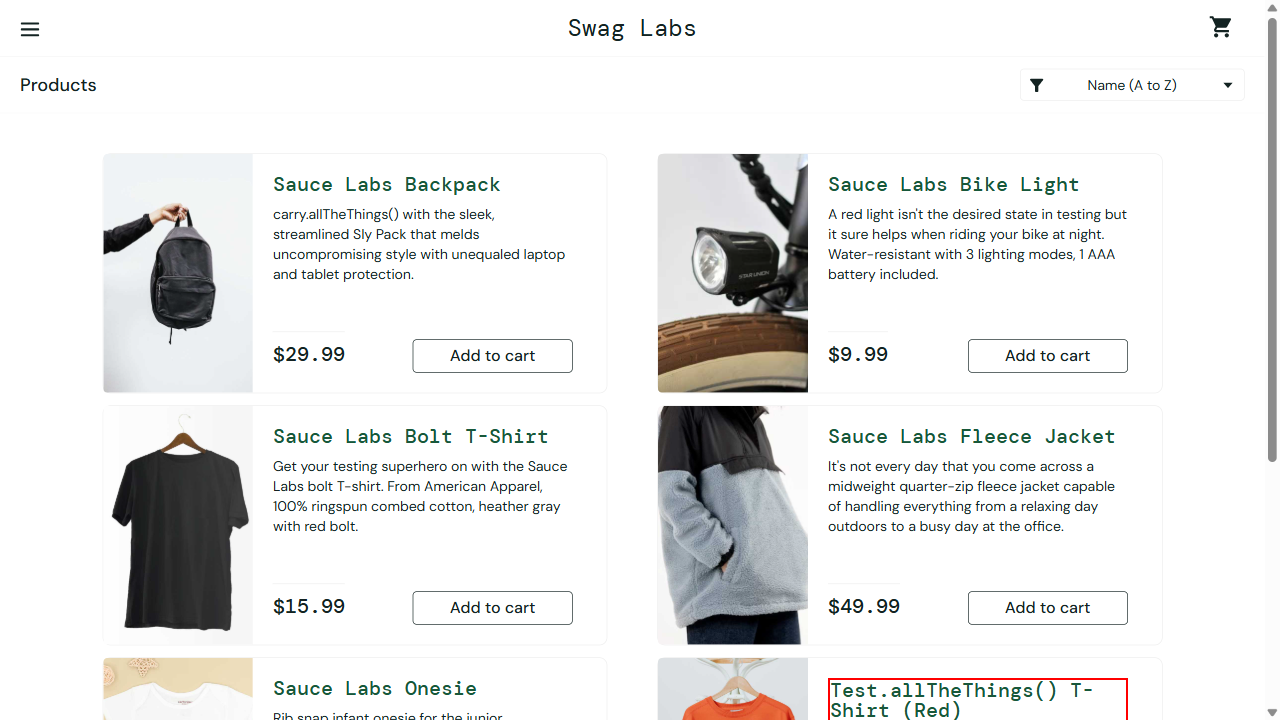 Swag Labs
Products
Name (A to Z)
Sauce Labs Backpack
carry.allTheThings() with the sleek,
streamlined Sly Pack that melds
uncompromising style with unequaled laptop
and tablet protection.
$29.99
Add to cart
Sauce Labs Bike Light
A red light isn't the desired state in testing but
it sure helps when riding your bike at night.
Water-resistant with 3 lighting modes, 1 AAA
battery included.
$9.99
Add to cart
STAR UNION
Sauce Labs Bolt T-Shirt
Get your testing superhero on with the Sauce
Labs bolt T-shirt. From American Apparel,
100% ringspun combed cotton, heather gray
with red bolt.
$15.99
Add to cart
Sauce Labs Fleece Jacket
It's not every day that you come across a
midweight quarter-zip fleece jacket capable
of handling everything from a relaxing day
outdoors to a busy day at the office.
$49.99
Add to cart
Sauce Labs Onesie
Rib snap infant onesie for the junior
Test.allTheThings() T-
Shirt (Red)